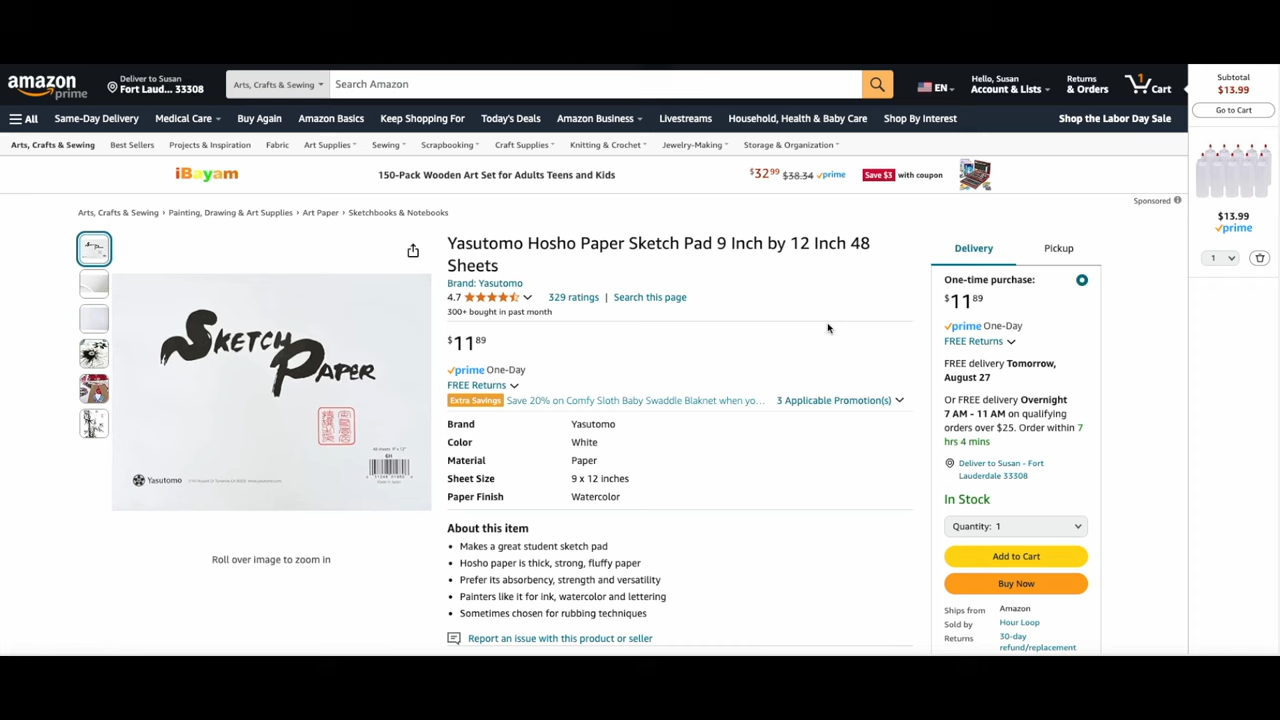 amazon
prime
Deliver to Susan
Fort Laud... 33308
Arts, Crafts & Sewing
Search Amazon
EN
Hello, Susan
Account & Lists
Returns
& Orders
1
Cart
Subtotal
$13.99
Go to Cart
All
Same-Day Delivery
Medical Care
Buy Again
Amazon Basics
Keep Shopping For
Today's Deals
Amazon Business
Livestreams
Household, Health & Baby Care
Shop By Interest
Shop the Labor Day Sale
Arts, Crafts & Sewing
Best Sellers
Projects & Inspiration
Fabric
Art Supplies
Sewing
Scrapbooking
Craft Supplies
Knitting & Crochet
Jewelry-Making
Storage & Organization
iBayam
150-Pack Wooden Art Set for Adults Teens and Kids
$32 99 $38.34 prime
Save $3 with coupon
Sponsored
$13.99
prime
1
Arts, Crafts & Sewing › Painting, Drawing & Art Supplies › Art Paper › Sketchbooks & Notebooks
SKETCH
PAPER
Yasutomo
Roll over image to zoom in
Yasutomo Hosho Paper Sketch Pad 9 Inch by 12 Inch 48
Sheets
Brand: Yasutomo
4.7
329 ratings | Search this page
300+ bought in past month
$11 89
prime One-Day
FREE Returns
Extra Savings Save 20% on Comfy Sloth Baby Swaddle Blaknet when yo... 3 Applicable Promotion(s)
Brand Yasutomo
Color White
Material Paper
Sheet Size 9 x 12 inches
Paper Finish Watercolor
About this item
• Makes a great student sketch pad
• Hosho paper is thick, strong, fluffy paper
• Prefer its absorbency, strength and versatility
• Painters like it for ink, watercolor and lettering
• Sometimes chosen for rubbing techniques
Report an issue with this product or seller
Delivery
Pickup
One-time purchase:
$11 89
prime One-Day
FREE Returns
FREE delivery Tomorrow,
August 27
Or FREE delivery Overnight
7 AM - 11 AM on qualifying
orders over $25. Order within 7
hrs 4 mins
Deliver to Susan - Fort
Lauderdale 33308
In Stock
Quantity: 1
Add to Cart
Buy Now
Ships from Amazon
Sold by Hour Loop
Returns 30-day
refund/replacement